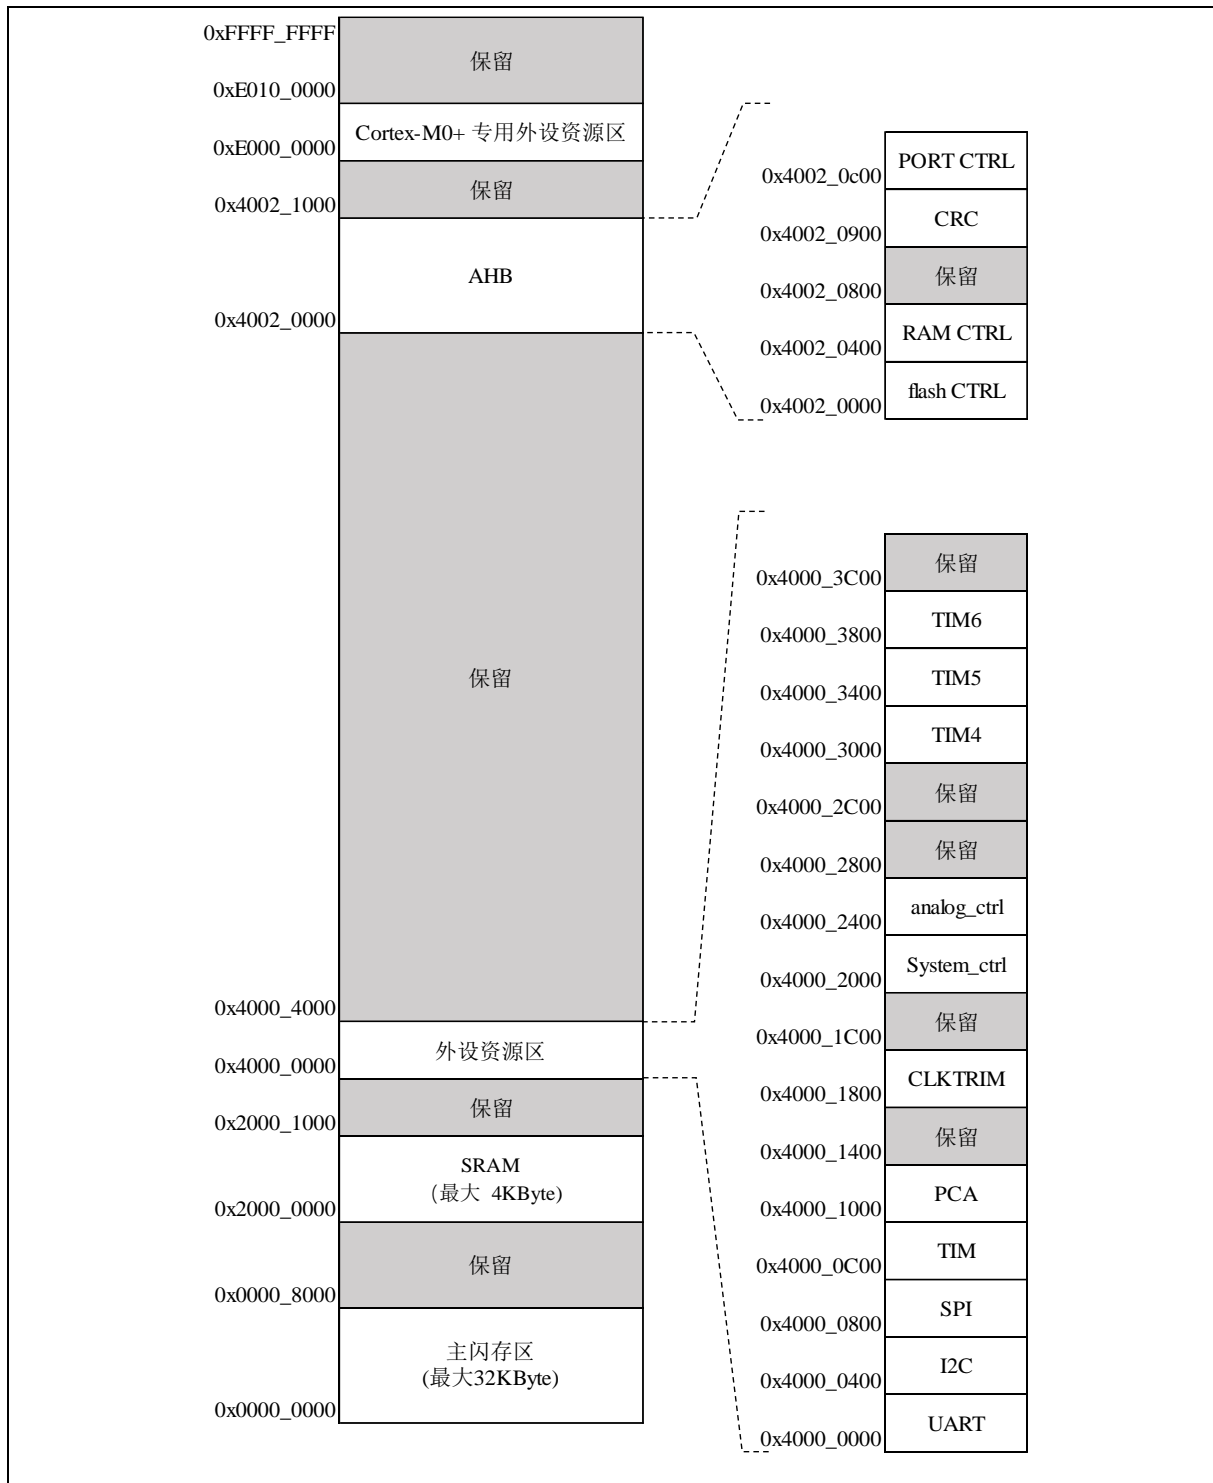 0xFFFF_FFFF
保留
0xE010_0000
Cortex-M0+ 专用外设资源区
0xE000_0000
保留
0x4002_1000
AHB
0x4002_0000
保留
0x4000_4000
外设资源区
0x4000_0000
保留
0x2000_1000
SRAM
(最大 4KByte)
0x2000_0000
保留
0x0000_8000
主闪存区
(最大32KByte)
0x0000_0000
PORT CTRL
0x4002_0c00
CRC
0x4002_0900
保留
0x4002_0800
RAM CTRL
0x4002_0400
flash CTRL
0x4002_0000
保留
0x4000_3C00
TIM6
0x4000_3800
TIM5
0x4000_3400
TIM4
0x4000_3000
保留
0x4000_2C00
保留
0x4000_2800
analog_ctrl
0x4000_2400
System_ctrl
0x4000_2000
保留
0x4000_1C00
CLKTRIM
0x4000_1800
保留
0x4000_1400
PCA
0x4000_1000
TIM
0x4000_0C00
SPI
0x4000_0800
I2C
0x4000_0400
UART
0x4000_0000